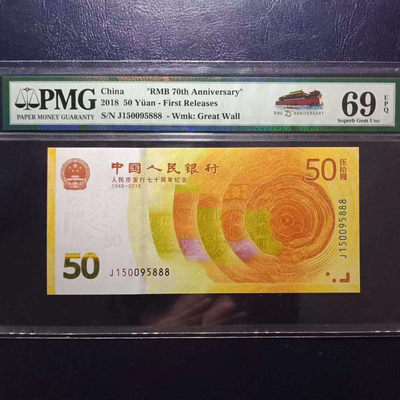 PMG
PAPER MONEY GUARANTY
China "RMB 70th Anniversary"
2018 50 Yüan - First Releases
S/N J150095888 - Wmk: Great Wall
69
EPQ
Superb Gem Unc
中国人民银行
人民币发行七十周年纪念
1948-2018
50
伍拾圆
50
J150095888
J150095888